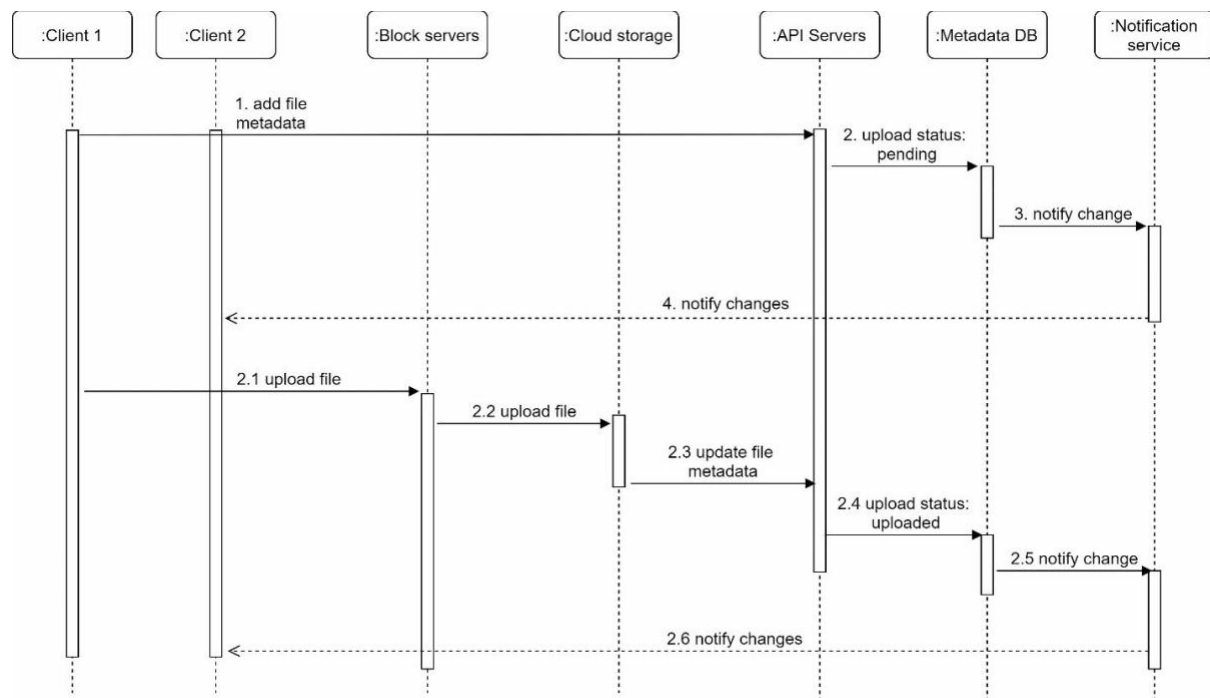 :Client 1
:Client 2
:Block servers
:Cloud storage
:API Servers
:Metadata DB
:Notification
service
1. add file
metadata
2. upload status:
pending
3. notify change
4. notify changes
2.1 upload file
2.2 upload file
2.3 update file
metadata
2.4 upload status:
uploaded
2.5 notify change
2.6 notify changes